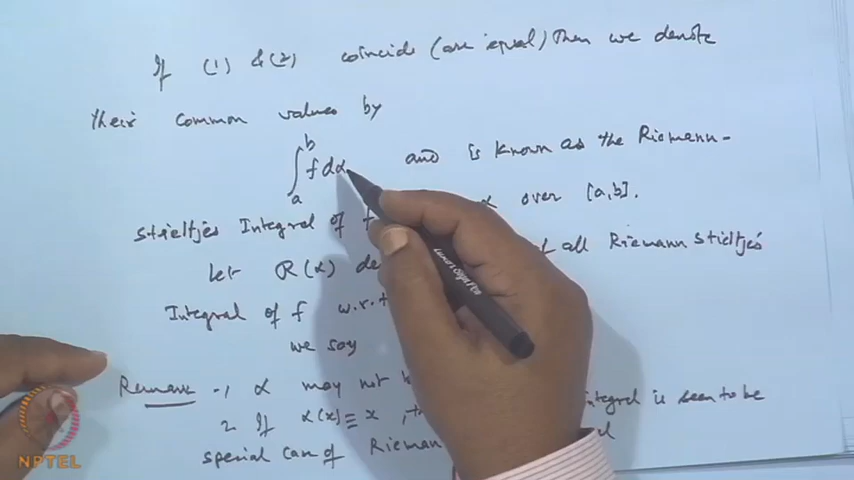 If (1) & (2) coincide (are equal) Then we denote
their common values by
∫_a^b f dα and is known as the Riemann-
Stieltjes Integral of f α over [a,b].
Let R(α) all Riemann Stieltjes
Integral of f w.r.t
we say
Remark -1 α may not
2 If α(x) ≡ x , Integral is seen to be
special case of Riemann
NPTEL